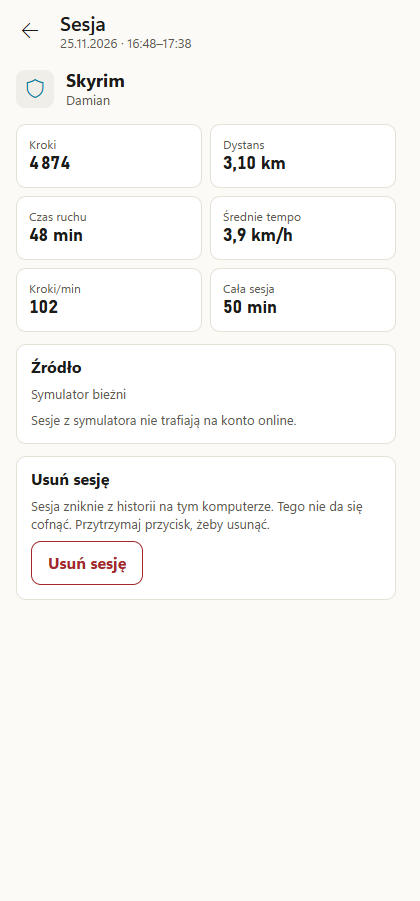 Sesja
25.11.2026 · 16:48–17:38
Skyrim
Damian
Kroki
4 874
Dystans
3,10 km
Czas ruchu
48 min
Średnie tempo
3,9 km/h
Kroki/min
102
Cała sesja
50 min
Źródło
Symulator bieżni
Sesje z symulatora nie trafiają na konto online.
Usuń sesję
Sesja zniknie z historii na tym komputerze. Tego nie da się
cofnąć. Przytrzymaj przycisk, żeby usunąć.
Usuń sesję